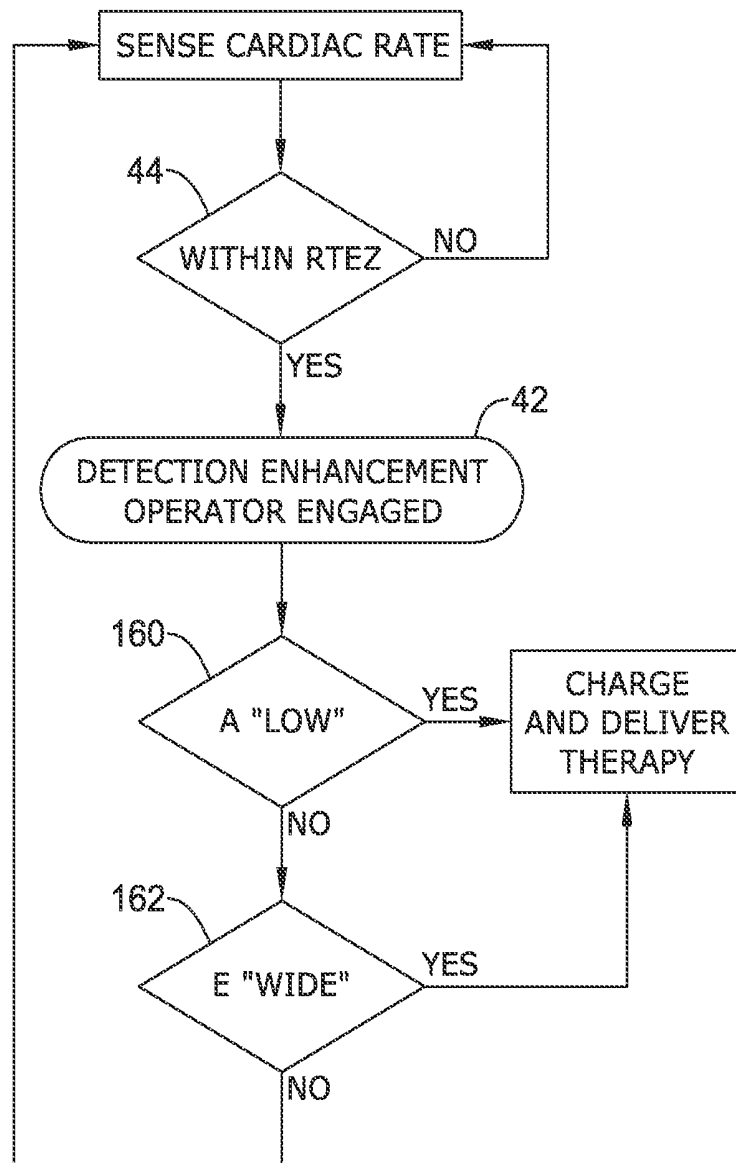 SENSE CARDIAC RATE
44
WITHIN RTEZ
NO
YES
42
DETECTION ENHANCEMENT
OPERATOR ENGAGED
160
A "LOW"
YES
CHARGE
AND DELIVER
THERAPY
NO
162
E "WIDE"
YES
NO